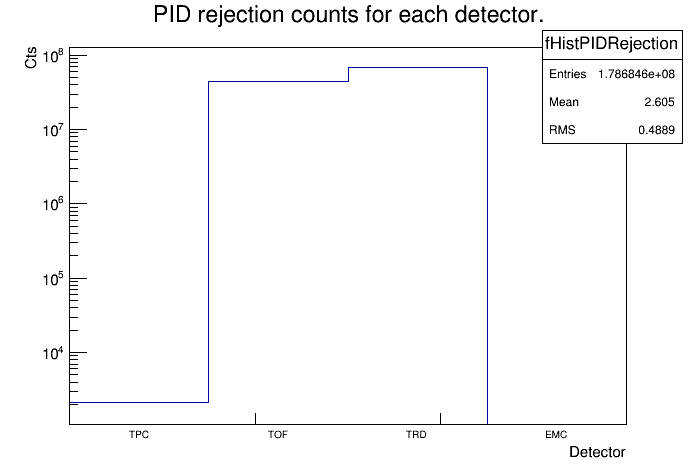 PID rejection counts for each detector.
Cts
fHistPIDRejection
Entries 1.786846e+08
Mean 2.605
RMS 0.4889
10^8
10^7
10^6
10^5
10^4
TPC TOF TRD EMC
Detector